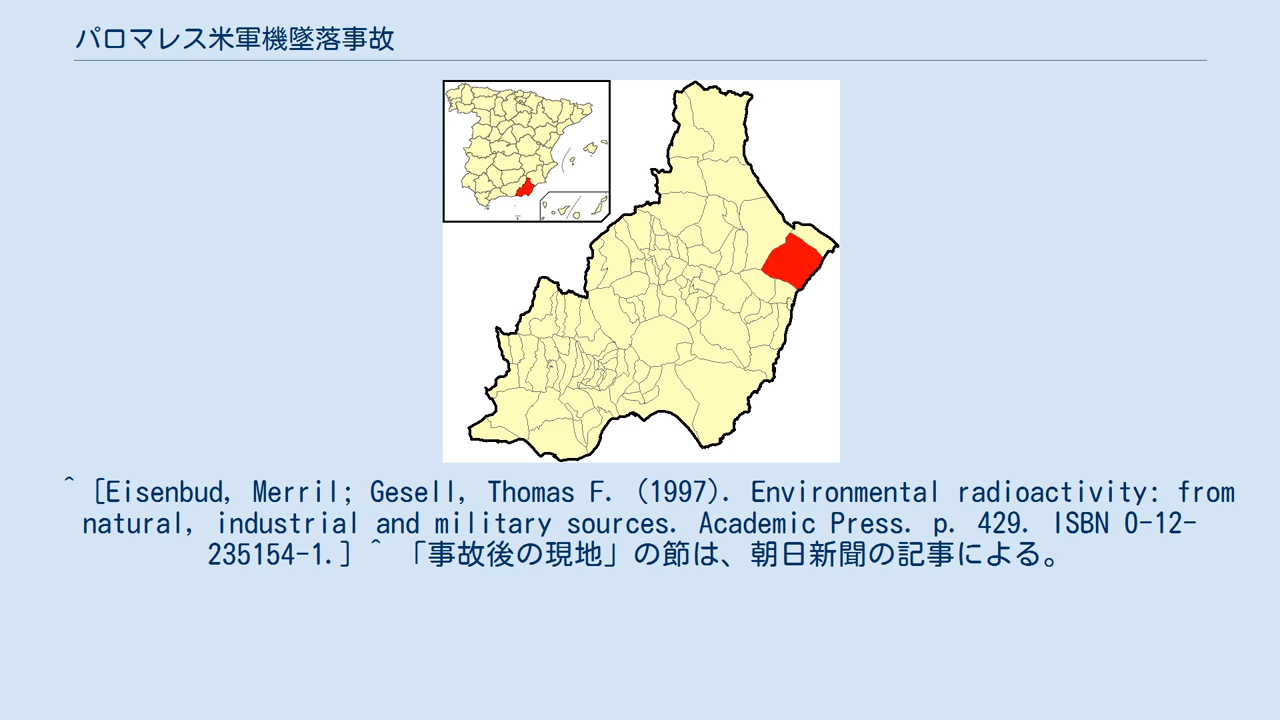 パロマレス米軍機墜落事故
^ [Eisenbud, Merril; Gesell, Thomas F. (1997). Environmental radioactivity: from
natural, industrial and military sources. Academic Press. p. 429. ISBN 0-12-
235154-1.] ^ 「事故後の現地」の節は、朝日新聞の記事による。